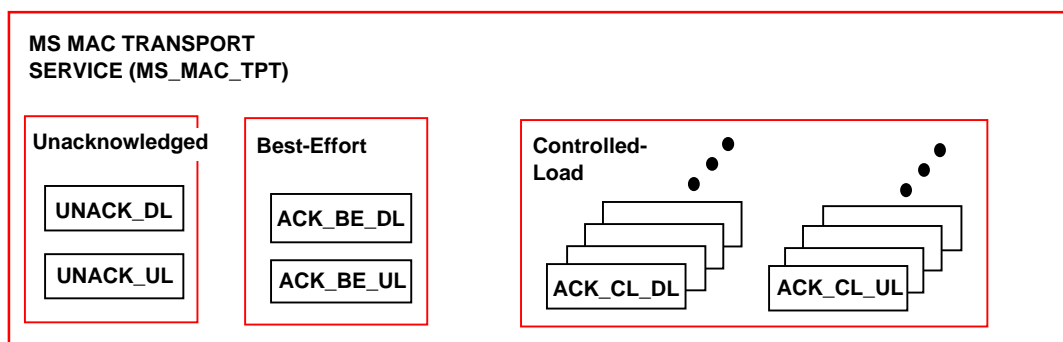 MS MAC TRANSPORT
SERVICE (MS_MAC_TPT)
Unacknowledged
UNACK_DL
UNACK_UL
Best-Effort
ACK_BE_DL
ACK_BE_UL
Controlled-
Load
ACK_CL_DL
ACK_CL_UL